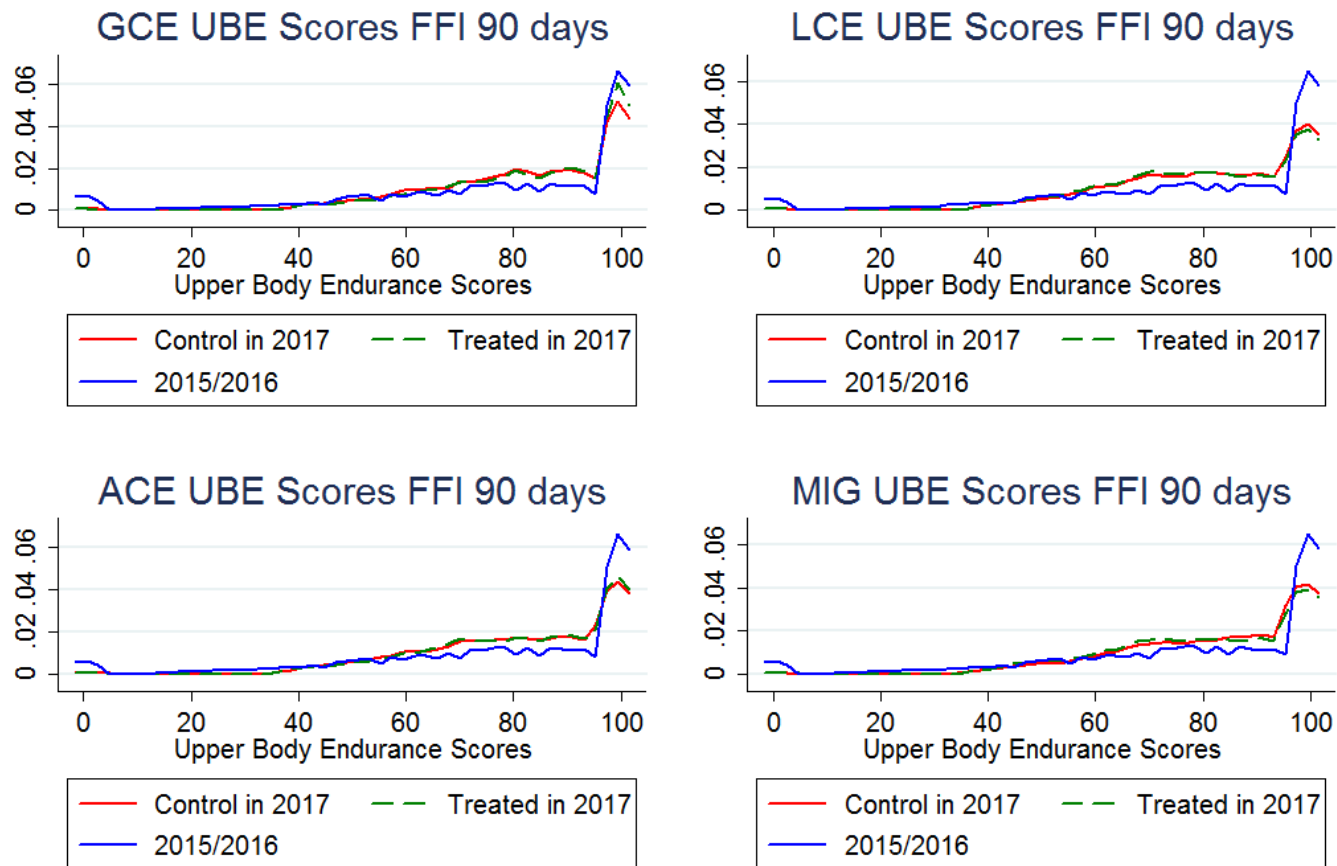 GCE UBE Scores FFI 90 days
0 .02 .04 .06
0 20 40 60 80 100
Upper Body Endurance Scores
Control in 2017 Treated in 2017
2015/2016
LCE UBE Scores FFI 90 days
0 .02 .04 .06
0 20 40 60 80 100
Upper Body Endurance Scores
Control in 2017 Treated in 2017
2015/2016
ACE UBE Scores FFI 90 days
0 .02 .04 .06
0 20 40 60 80 100
Upper Body Endurance Scores
Control in 2017 Treated in 2017
2015/2016
MIG UBE Scores FFI 90 days
0 .02 .04 .06
0 20 40 60 80 100
Upper Body Endurance Scores
Control in 2017 Treated in 2017
2015/2016